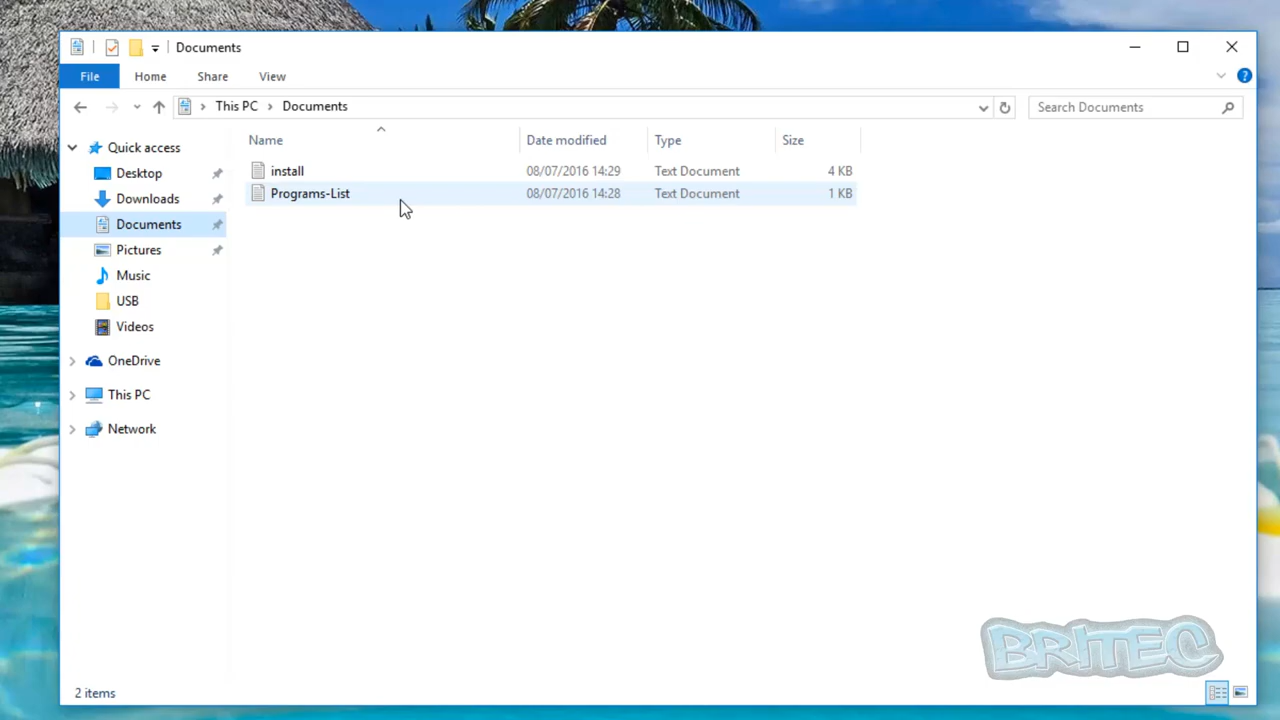 Documents
File Home Share View
This PC Documents Search Documents
Name Date modified Type Size
Quick access
Desktop
Downloads
Documents
Pictures
Music
USB
Videos
OneDrive
This PC
Network
install 08/07/2016 14:29 Text Document 4 KB
Programs-List 08/07/2016 14:28 Text Document 1 KB
BRITEC
2 items